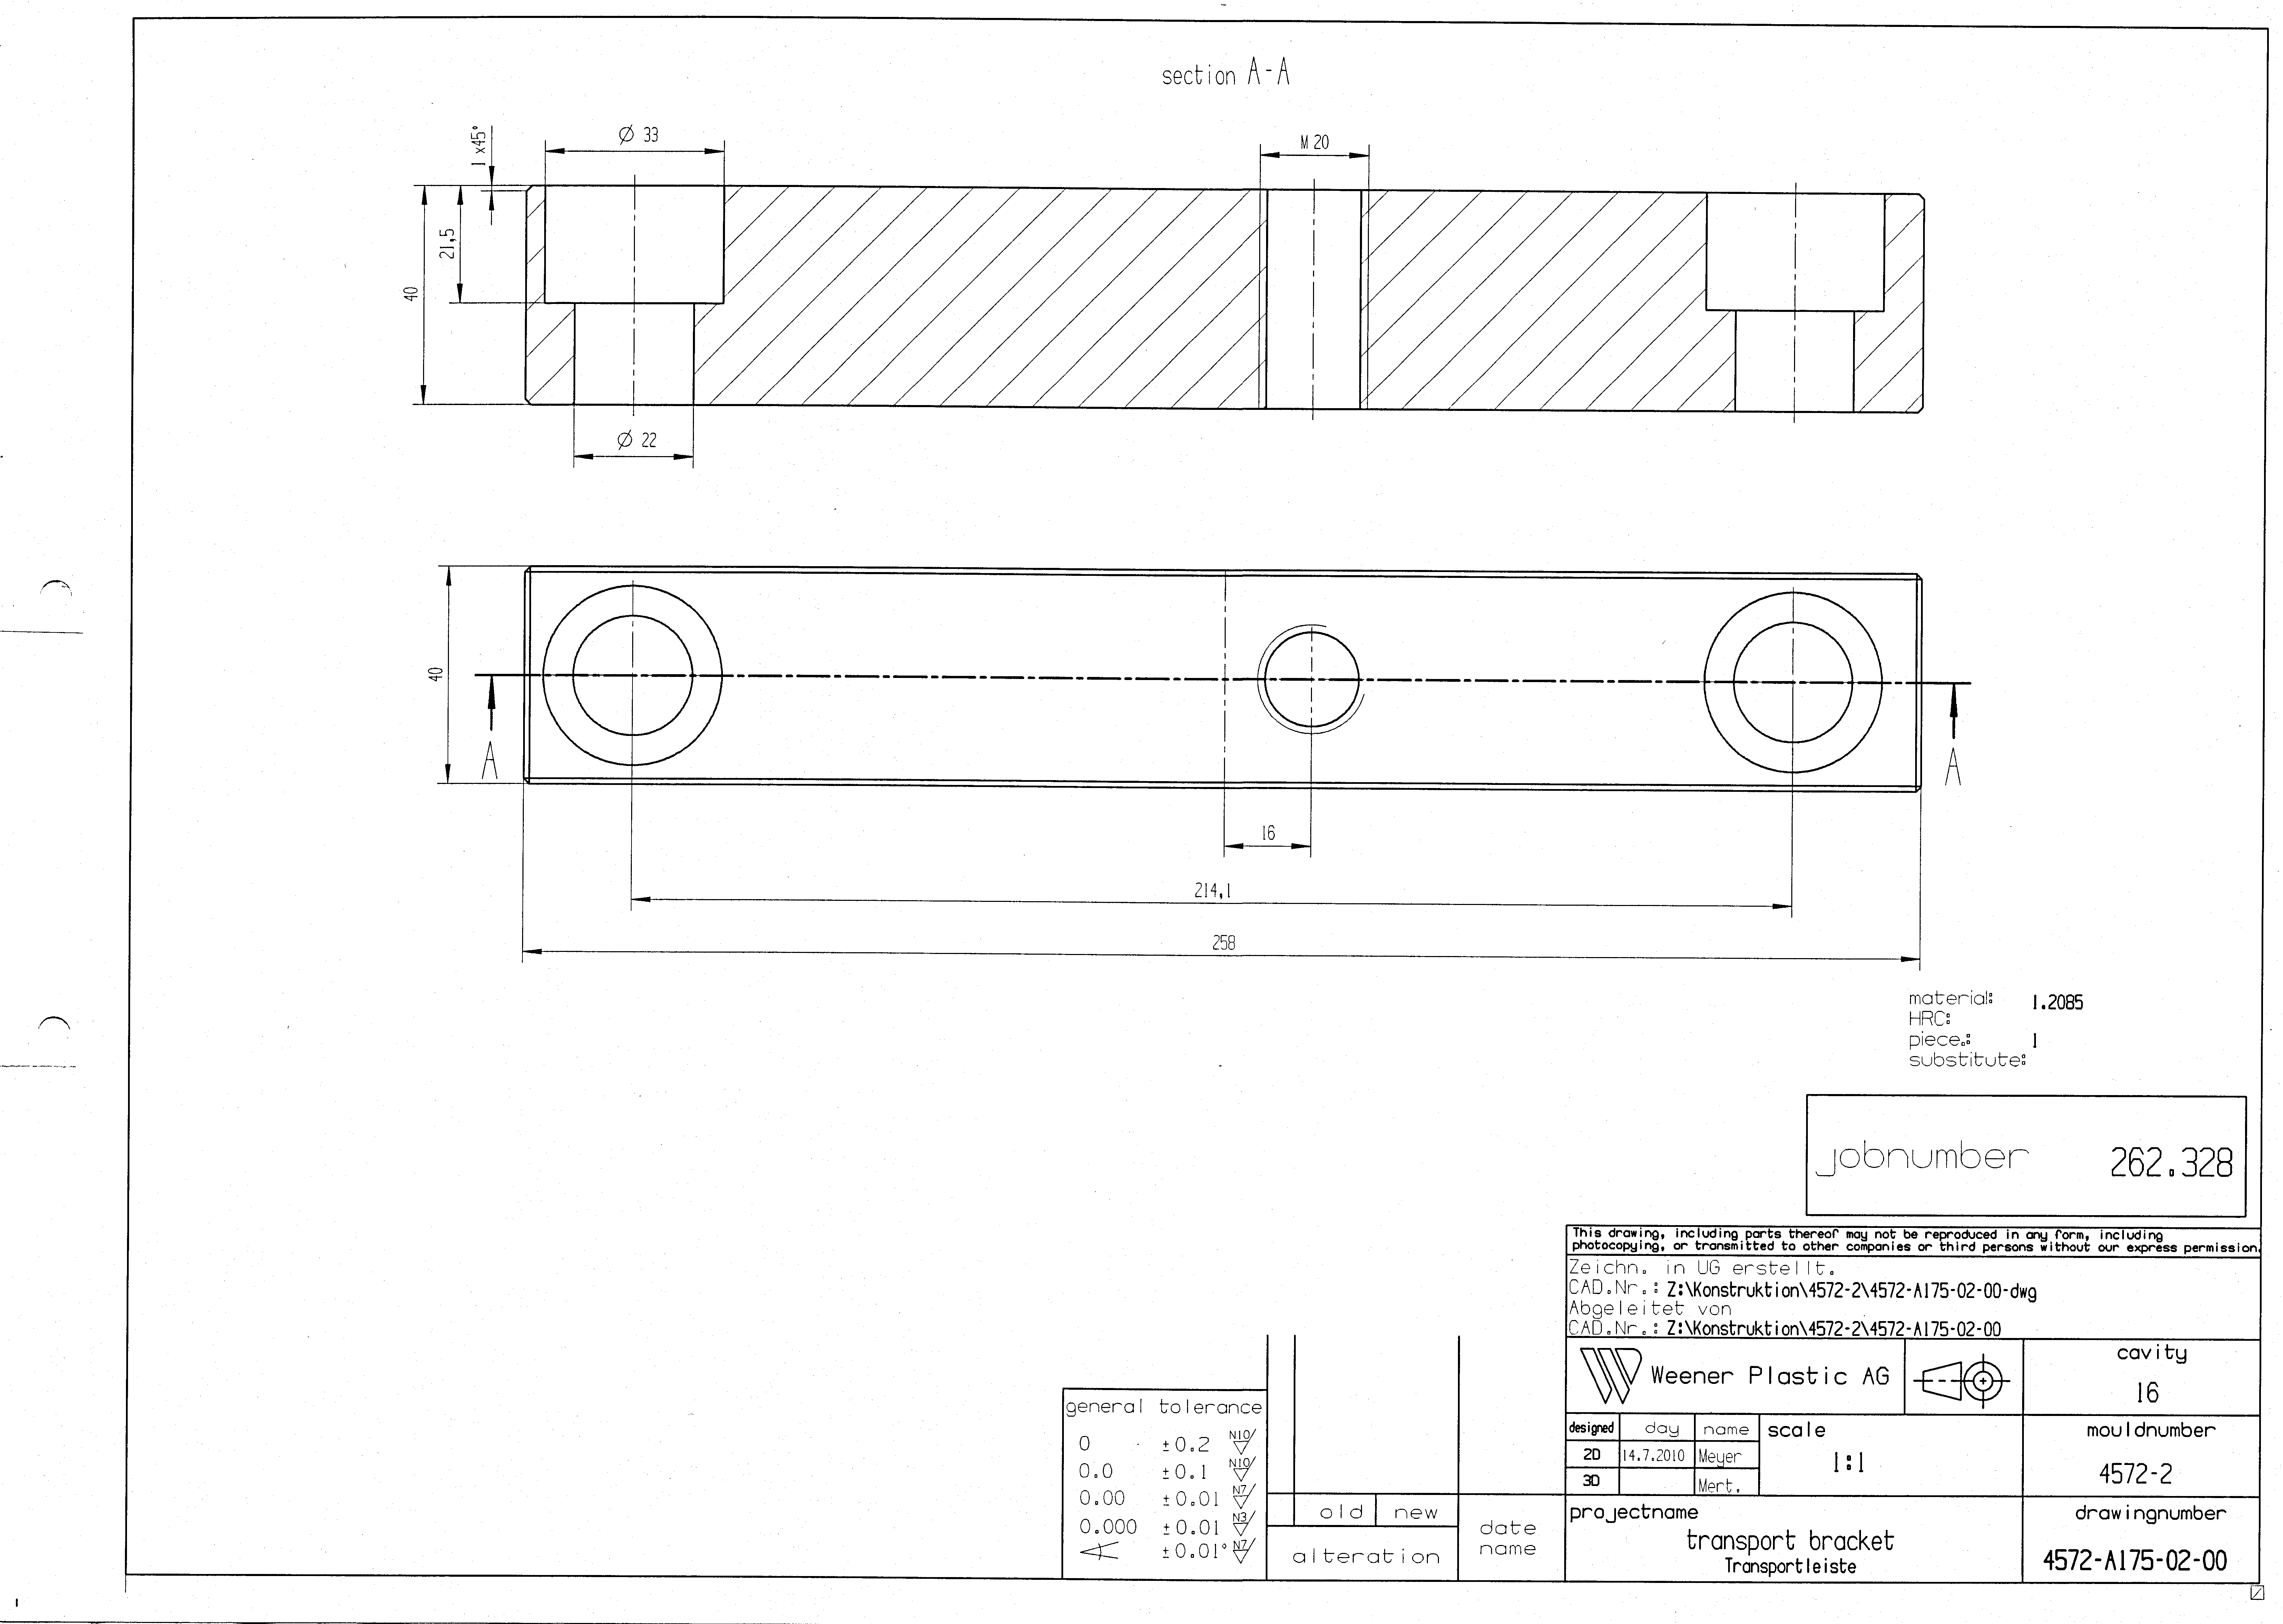 section A-A
1 x45°
Ø 33
M 20
21,5
40
Ø 22
40
A
A
16
214,1
258
material: 1.2085
HRC:
piece.: 1
substitute:
jobnumber 262.328
This drawing, including parts thereof may not be reproduced in any form, including
photocopying, or transmitted to other companies or third persons without our express permission.
Zeichn. in UG erstellt.
CAD.Nr.: Z:\Konstruktion\4572-2\4572-A175-02-00-dwg
Abgeleitet von
CAD.Nr.: Z:\Konstruktion\4572-2\4572-A175-02-00
Weener Plastic AG
cavity
16
designed day name scale
2D 14.7.2010 Meyer 1:1
3D Mert.
mouldnumber
4572-2
projectname
transport bracket
Transportleiste
drawingnumber
4572-A175-02-00
general tolerance
0 ±0.2 N10/
0.0 ±0.1 N10/
0.00 ±0.01 N7/
0.000 ±0.01 N3/
±0.01° N7/
old new
alteration
date
name